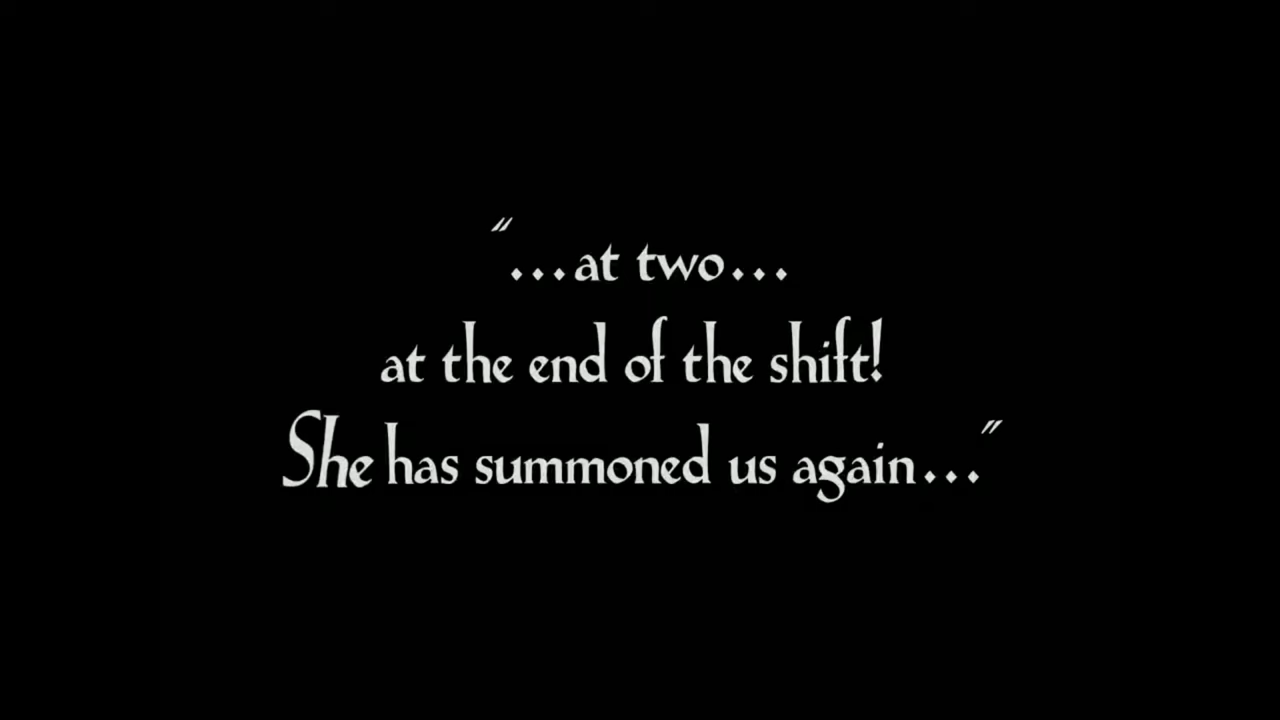 "...at two...
at the end of the shift!
She has summoned us again..."